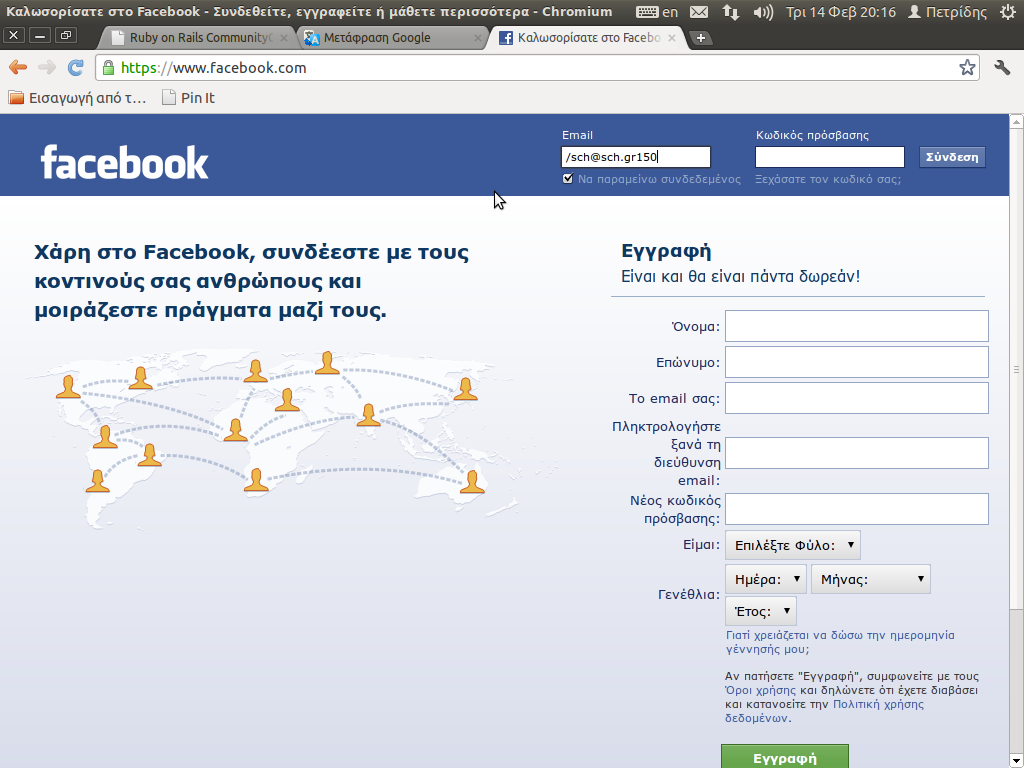 Καλωσορίσατε στο Facebook - Συνδεθείτε, εγγραφείτε ή μάθετε περισσότερα - Chromium
en
Τρι 14 Φεβ 20:16
Πετρίδης
Ruby on Rails Community
Μετάφραση Google
Καλωσορίσατε στο Facebo
https://www.facebook.com
Εισαγωγή από τ…
Pin It
facebook
Email
Κωδικός πρόσβασης
/sch@sch.gr150
Σύνδεση
Να παραμείνω συνδεδεμένος
Ξεχάσατε τον κωδικό σας;
Χάρη στο Facebook, συνδέεστε με τους
κοντινούς σας ανθρώπους και
μοιράζεστε πράγματα μαζί τους.
Εγγραφή
Είναι και θα είναι πάντα δωρεάν!
Όνομα:
Επώνυμο:
Το email σας:
Πληκτρολογήστε
ξανά τη
διεύθυνση
email:
Νέος κωδικός
πρόσβασης:
Είμαι:
Επιλέξτε Φύλο:
Γενέθλια:
Ημέρα:
Μήνας:
Έτος:
Γιατί χρειάζεται να δώσω την ημερομηνία
γέννησής μου;
Αν πατήσετε "Εγγραφή", συμφωνείτε με τους
Όροι χρήσης και δηλώνετε ότι έχετε διαβάσει
και κατανοείτε την Πολιτική χρήσης
δεδομένων.
Εγγραφή